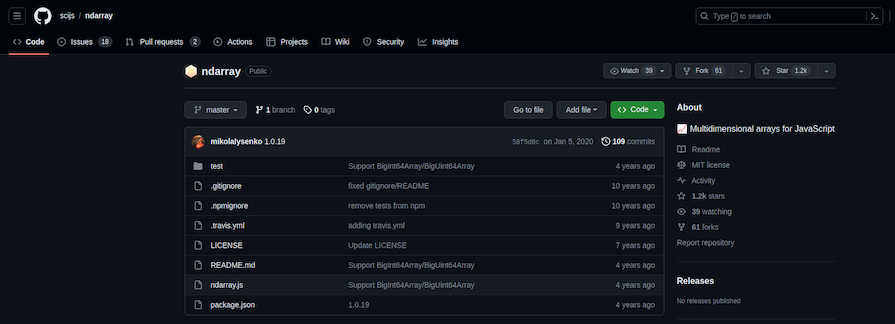 scijs / ndarray
Type / to search
Code
Issues 18
Pull requests 2
Actions
Projects
Wiki
Security
Insights
ndarray Public
Watch 39
Fork 61
Star 1.2k
master
1 branch
0 tags
Go to file
Add file
Code
mikolalysenko 1.0.19 58f5d8c on Jan 5, 2020 109 commits
test Support BigInt64Array/BigUint64Array 4 years ago
.gitignore fixed gitignore/README 10 years ago
.npmignore remove tests from npm 10 years ago
.travis.yml adding travis.yml 9 years ago
LICENSE Update LICENSE 7 years ago
README.md Support BigInt64Array/BigUint64Array 4 years ago
ndarray.js Support BigInt64Array/BigUint64Array 4 years ago
package.json 1.0.19 4 years ago
About
📈 Multidimensional arrays for JavaScript
Readme
MIT license
Activity
1.2k stars
39 watching
61 forks
Report repository
Releases
No releases published